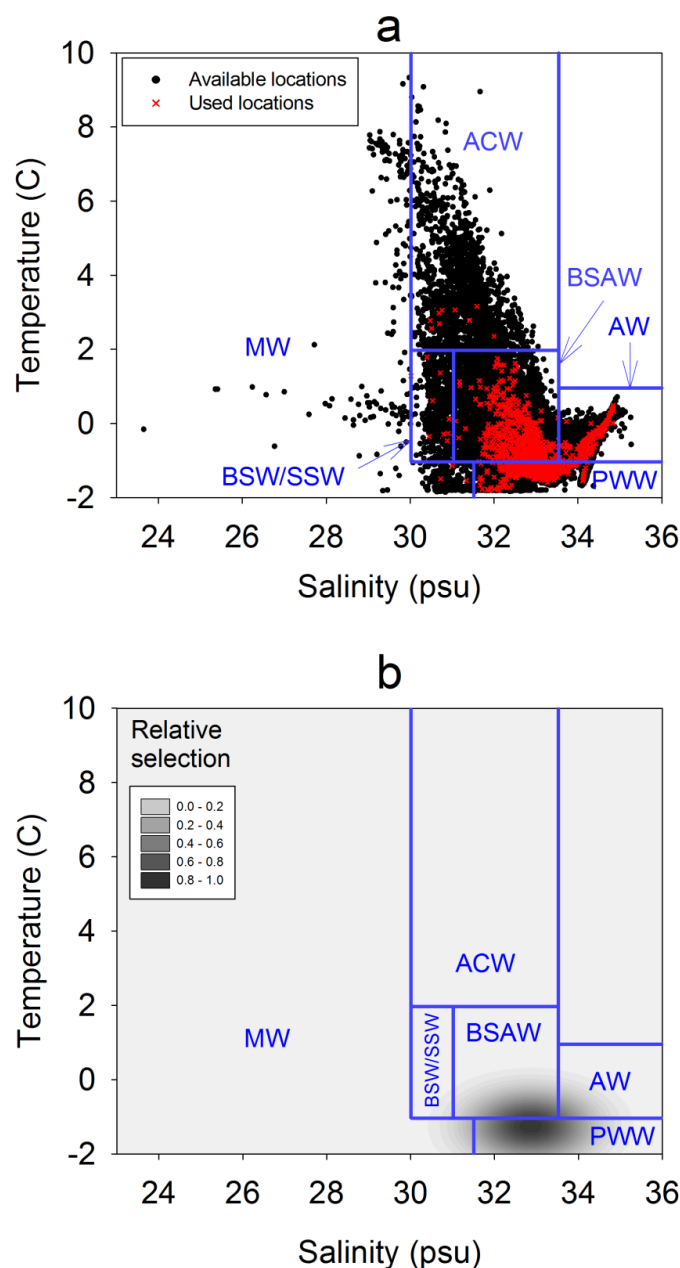 a
10
8
6
4
2
0
-2
Temperature (C)
Available locations
Used locations
ACW
BSAW
AW
MW
BSW/SSW
PWW
24 26 28 30 32 34 36
Salinity (psu)
b
10
8
6
4
2
0
-2
Temperature (C)
Relative
selection
0.0 - 0.2
0.2 - 0.4
0.4 - 0.6
0.6 - 0.8
0.8 - 1.0
ACW
MW
BSW/SSW
BSAW
AW
PWW
24 26 28 30 32 34 36
Salinity (psu)